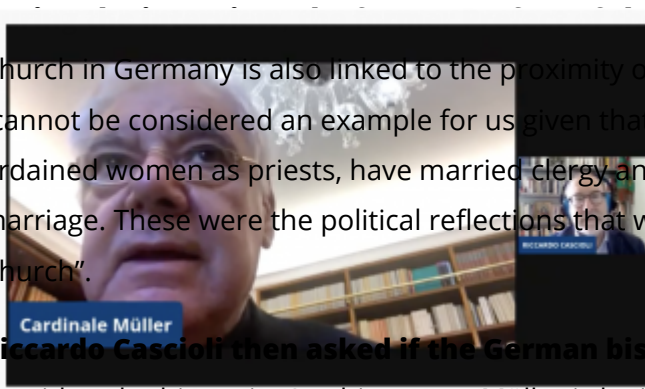 hurch in Germany is also linked to the proximity o
cannot be considered an example for us given that
rdained women as priests, have married clergy an
arriage. These were the political reflections that w
hurch”.
RICCARDO CASCIOLI
Cardinale Müller
iccardo Cascioli then asked if the German bis